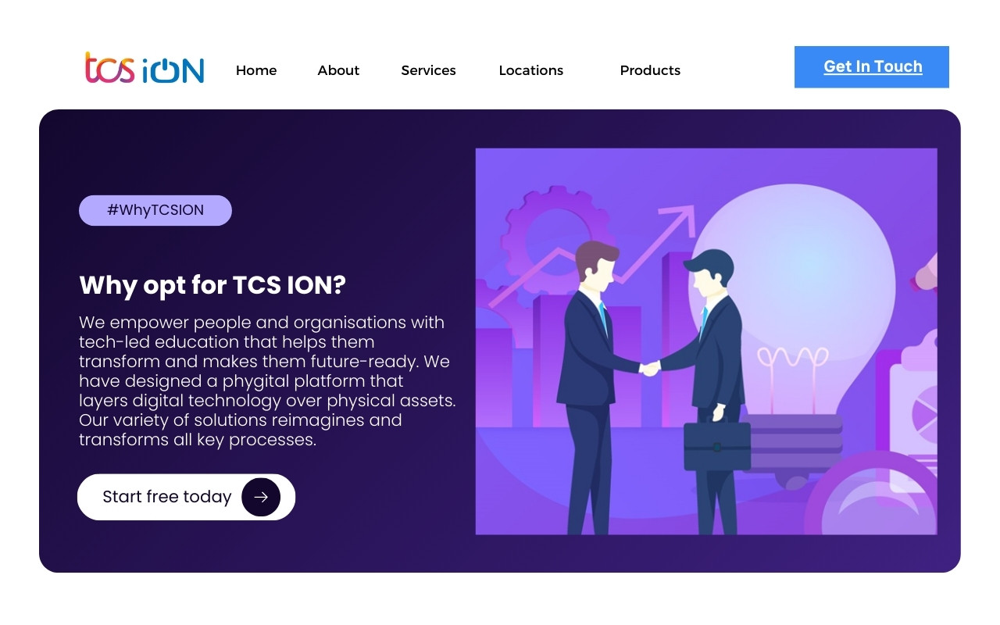 tcs iON
Home About Services Locations Products
Get In Touch
#WhyTCSION
Why opt for TCS ION?
We empower people and organisations with
tech-led education that helps them
transform and makes them future-ready. We
have designed a phygital platform that
layers digital technology over physical assets.
Our variety of solutions reimagines and
transforms all key processes.
Start free today